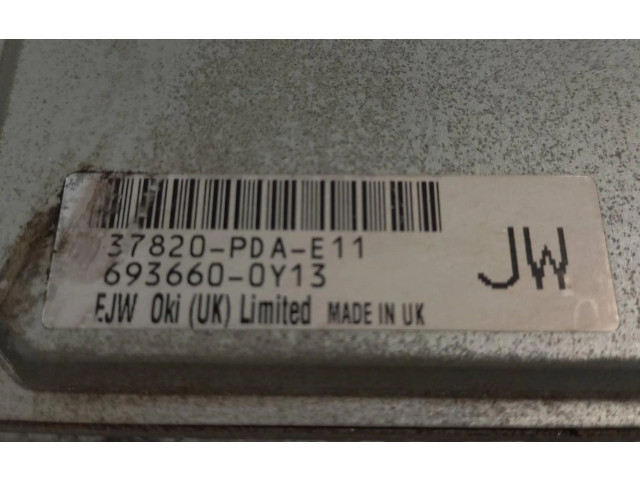 37820-PDA-E11
693660-0Y13
EJW Oki (UK) Limited MADE IN UK
JW